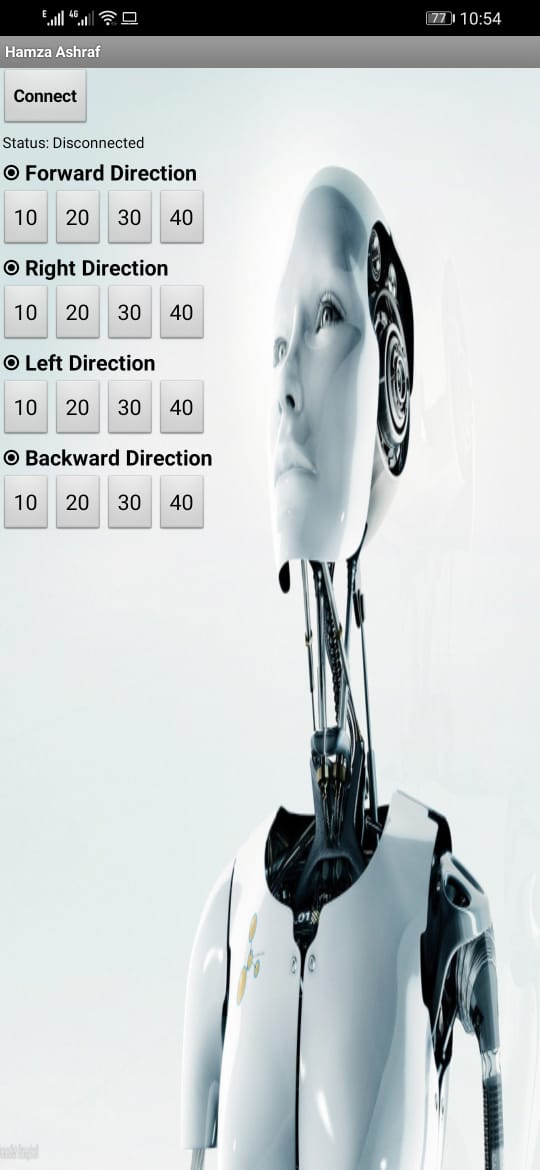 E 4G 77 10:54
Hamza Ashraf
Connect
Status: Disconnected
Forward Direction
10 20 30 40
Right Direction
10 20 30 40
Left Direction
10 20 30 40
Backward Direction
10 20 30 40
.01